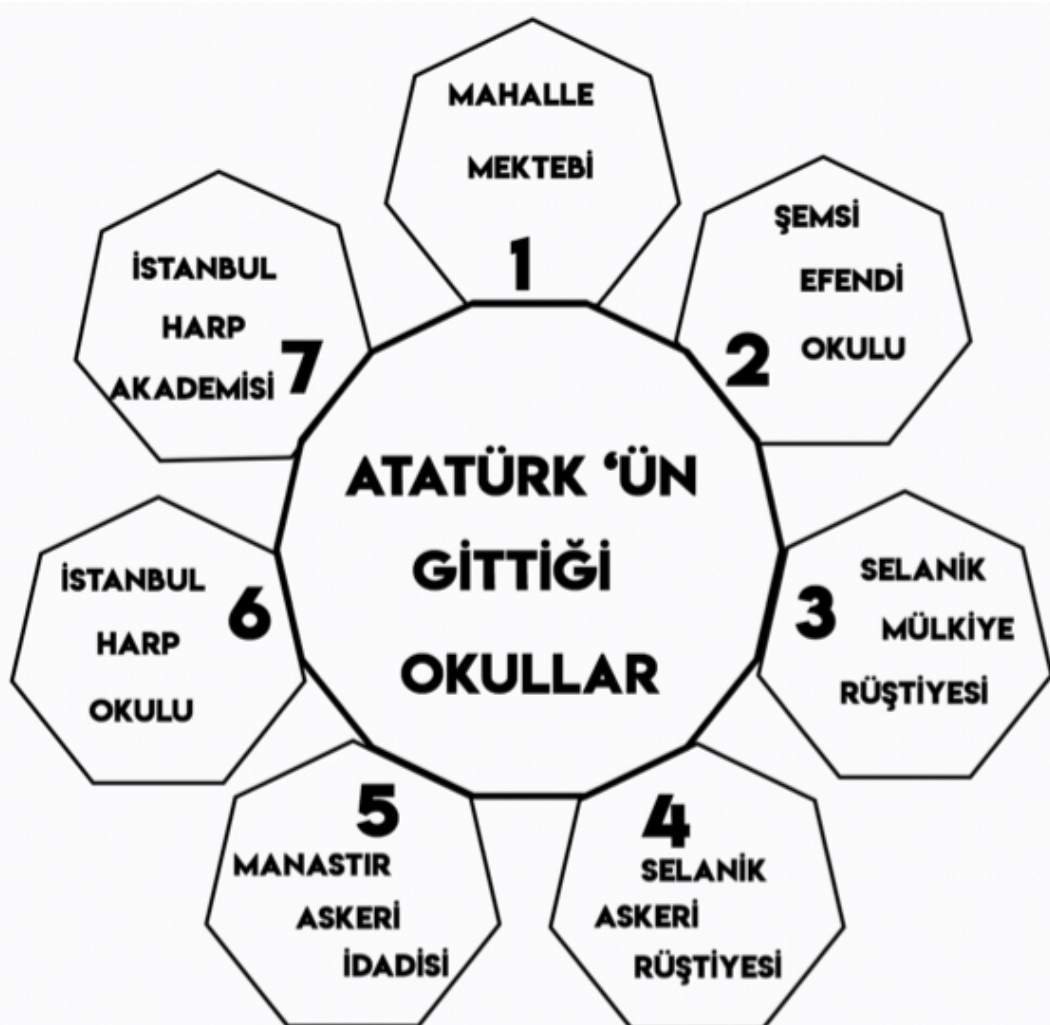 MAHALLE
MEKTEBİ
1
ŞEMSİ
EFENDİ
OKULU
2
SELANİK
MÜLKİYE
RÜŞTİYESİ
3
4
SELANİK
ASKERİ
RÜŞTİYESİ
5
MANASTIR
ASKERİ
İDADİSİ
İSTANBUL
HARP
OKULU
6
İSTANBUL
HARP
AKADEMİSİ
7
ATATÜRK ‘ÜN
GİTTİĞİ
OKULLAR